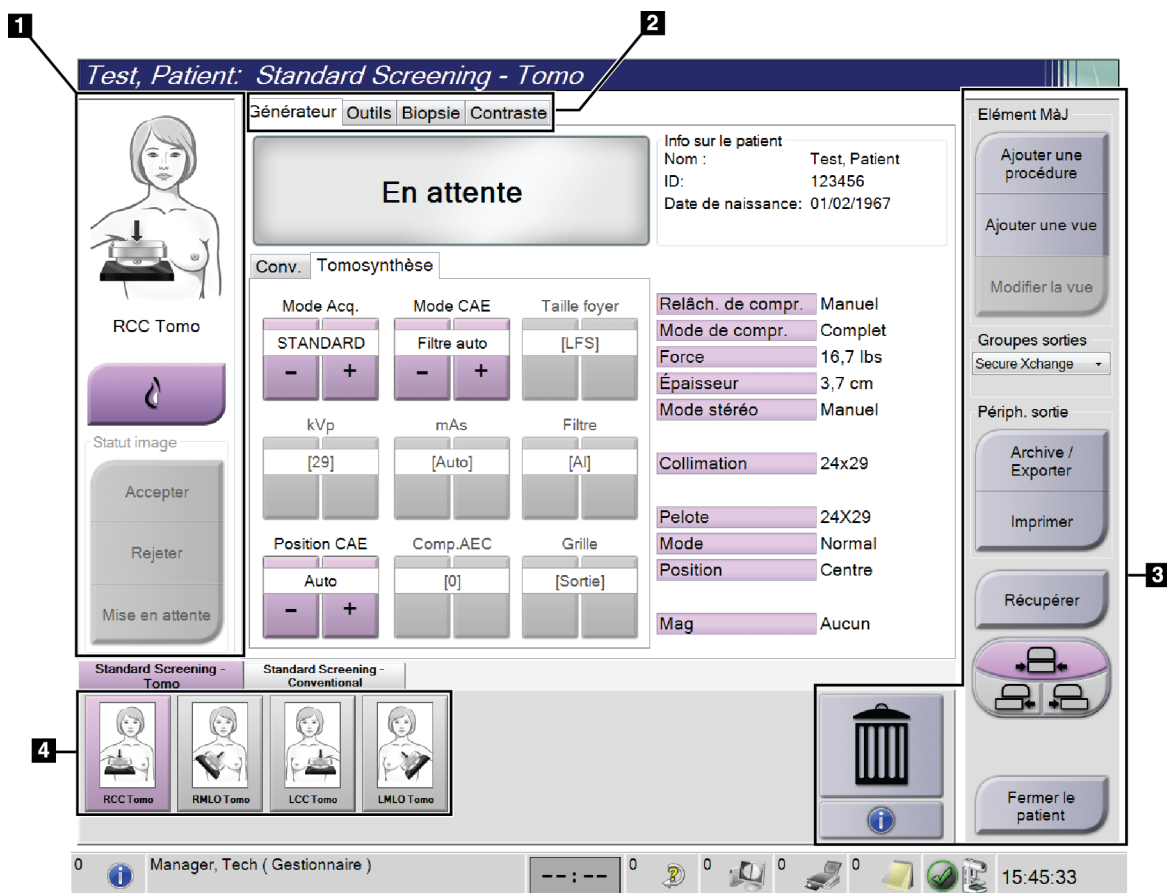 1
2
Test, Patient: Standard Screening - Tomo
Générateur
Outils
Biopsie
Contraste
Elément MàJ
Ajouter une
procédure
Ajouter une vue
Modifier la vue
En attente
Info sur le patient
Nom : Test, Patient
ID: 123456
Date de naissance: 01/02/1967
RCC Tomo
Conv.
Tomosynthèse
Mode Acq.
STANDARD
- +
Mode CAE
Filtre auto
- +
Taille foyer
[LFS]
kVp
[29]
mAs
[Auto]
Filtre
[Al]
Position CAE
Auto
- +
Comp.AEC
[0]
Grille
[Sortie]
Relâch. de compr. Manuel
Mode de compr. Complet
Force 16,7 lbs
Épaisseur 3,7 cm
Mode stéréo Manuel
Collimation 24x29
Pelote 24X29
Mode Normal
Position Centre
Mag Aucun
Groupes sorties
Secure Xchange
Périph. sortie
Archive /
Exporter
Imprimer
3
Récupérer
Statut image
Accepter
Rejeter
Mise en attente
Standard Screening -
Tomo
Standard Screening -
Conventional
4
RCC Tomo
RMLO Tomo
LCC Tomo
LMLO Tomo
Fermer le
patient
0
Manager, Tech ( Gestionnaire )
--:--
0
0
0
0
15:45:33